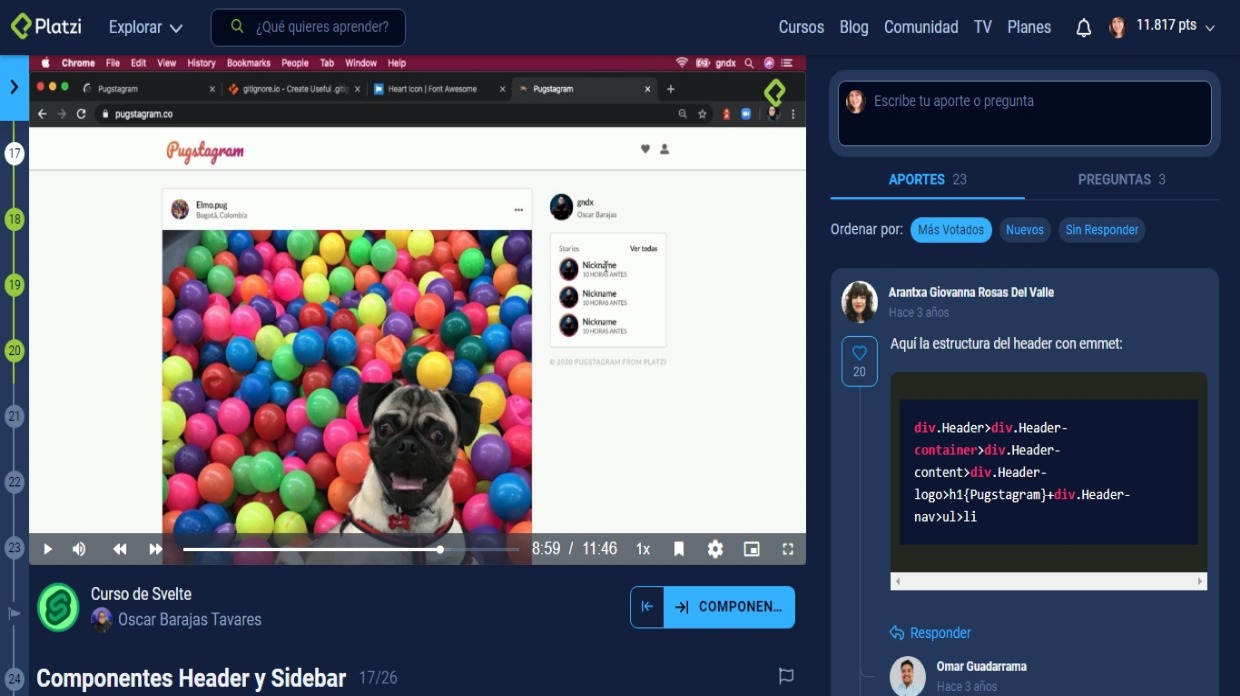 Platzi
Explorar
¿Qué quieres aprender?
Cursos
Blog
Comunidad
TV
Planes
11.817 pts
Chrome File Edit View History Bookmarks People Tab Window Help
gndx
Pugstagram
gitignore.io - Create Useful .giti
Heart Icon | Font Awesome
Pugstagram
pugstagram.co
Pugstagram
Elmo.pug
Bogotá, Colombia
gndx
Oscar Barajas
Stories
Ver todas
Nickname
10 HORAS ANTES
Nickname
10 HORAS ANTES
Nickname
10 HORAS ANTES
© 2020 PUGSTAGRAM FROM PLATZI
8:59 / 11:46
1x
17
18
19
20
21
22
23
24
Curso de Svelte
Oscar Barajas Tavares
COMPONEN...
Componentes Header y Sidebar 17/26
Escribe tu aporte o pregunta
APORTES 23
PREGUNTAS 3
Ordenar por:
Más Votados
Nuevos
Sin Responder
Arantxa Giovanna Rosas Del Valle
Hace 3 años
20
Aquí la estructura del header con emmet:
div.Header>div.Header-
container>div.Header-
content>div.Header-
logo>h1{Pugstagram}+div.Header-
nav>ul>li
Responder
Omar Guadarrama
Hace 3 años